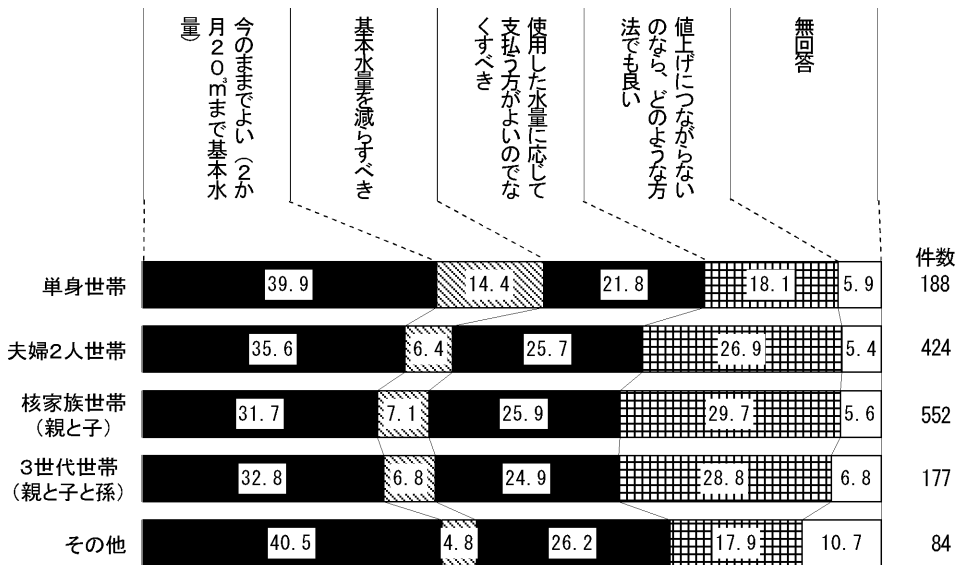 今のままでよい（2か
月20㎥まで基本水
量）
基本水量を減らすべき
使用した水量に応じて
支払う方がよいのでな
くすべき
値上げにつながらない
のなら、どのような方
法でも良い
無回答
件数
単身世帯 39.9 14.4 21.8 18.1 5.9 188
夫婦2人世帯 35.6 6.4 25.7 26.9 5.4 424
核家族世帯
（親と子）
31.7 7.1 25.9 29.7 5.6 552
3世代世帯
（親と子と孫）
32.8 6.8 24.9 28.8 6.8 177
その他 40.5 4.8 26.2 17.9 10.7 84